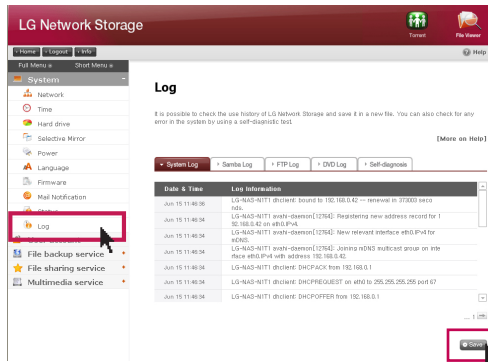 LG Network Storage
Torrent
File Viewer
Home
Logout
Info
Help
Full Menu
Short Menu
System
Network
Time
Hard drive
Selective Mirror
Power
Language
Firmware
Mail Notification
Status
Log
File backup service
File sharing service
Multimedia service
Log
It is possible to check the use history of LG Network Storage and save it in a new file. You can also check for any
error in the system by using a self-diagnostic test.
[More on Help]
System Log
Samba Log
FTP Log
DVD Log
Self-diagnosis
Date & Time Log Information
Jun 15 11:46:36 LG-NAS-N1T1 dhclient: bound to 192.168.0.42 -- renewal in 373003 seco
nds.
Jun 15 11:46:34 LG-NAS-N1T1 avahi-daemon[12764]: Registering new address record for 1
92.168.0.42 on eth0.IPv4.
Jun 15 11:46:34 LG-NAS-N1T1 avahi-daemon[12764]: New relevant interface eth0.IPv4 for
mDNS.
Jun 15 11:46:34 LG-NAS-N1T1 avahi-daemon[12764]: Joining mDNS multicast group on inte
rface eth0.IPv4 with address 192.168.0.42.
Jun 15 11:46:34 LG-NAS-N1T1 dhclient: DHCPACK from 192.168.0.1
Jun 15 11:46:34 LG-NAS-N1T1 dhclient: DHCPREQUEST on eth0 to 255.255.255.255 port 67
Jun 15 11:46:34 LG-NAS-N1T1 dhclient: DHCPOFFER from 192.168.0.1
... 1
Save